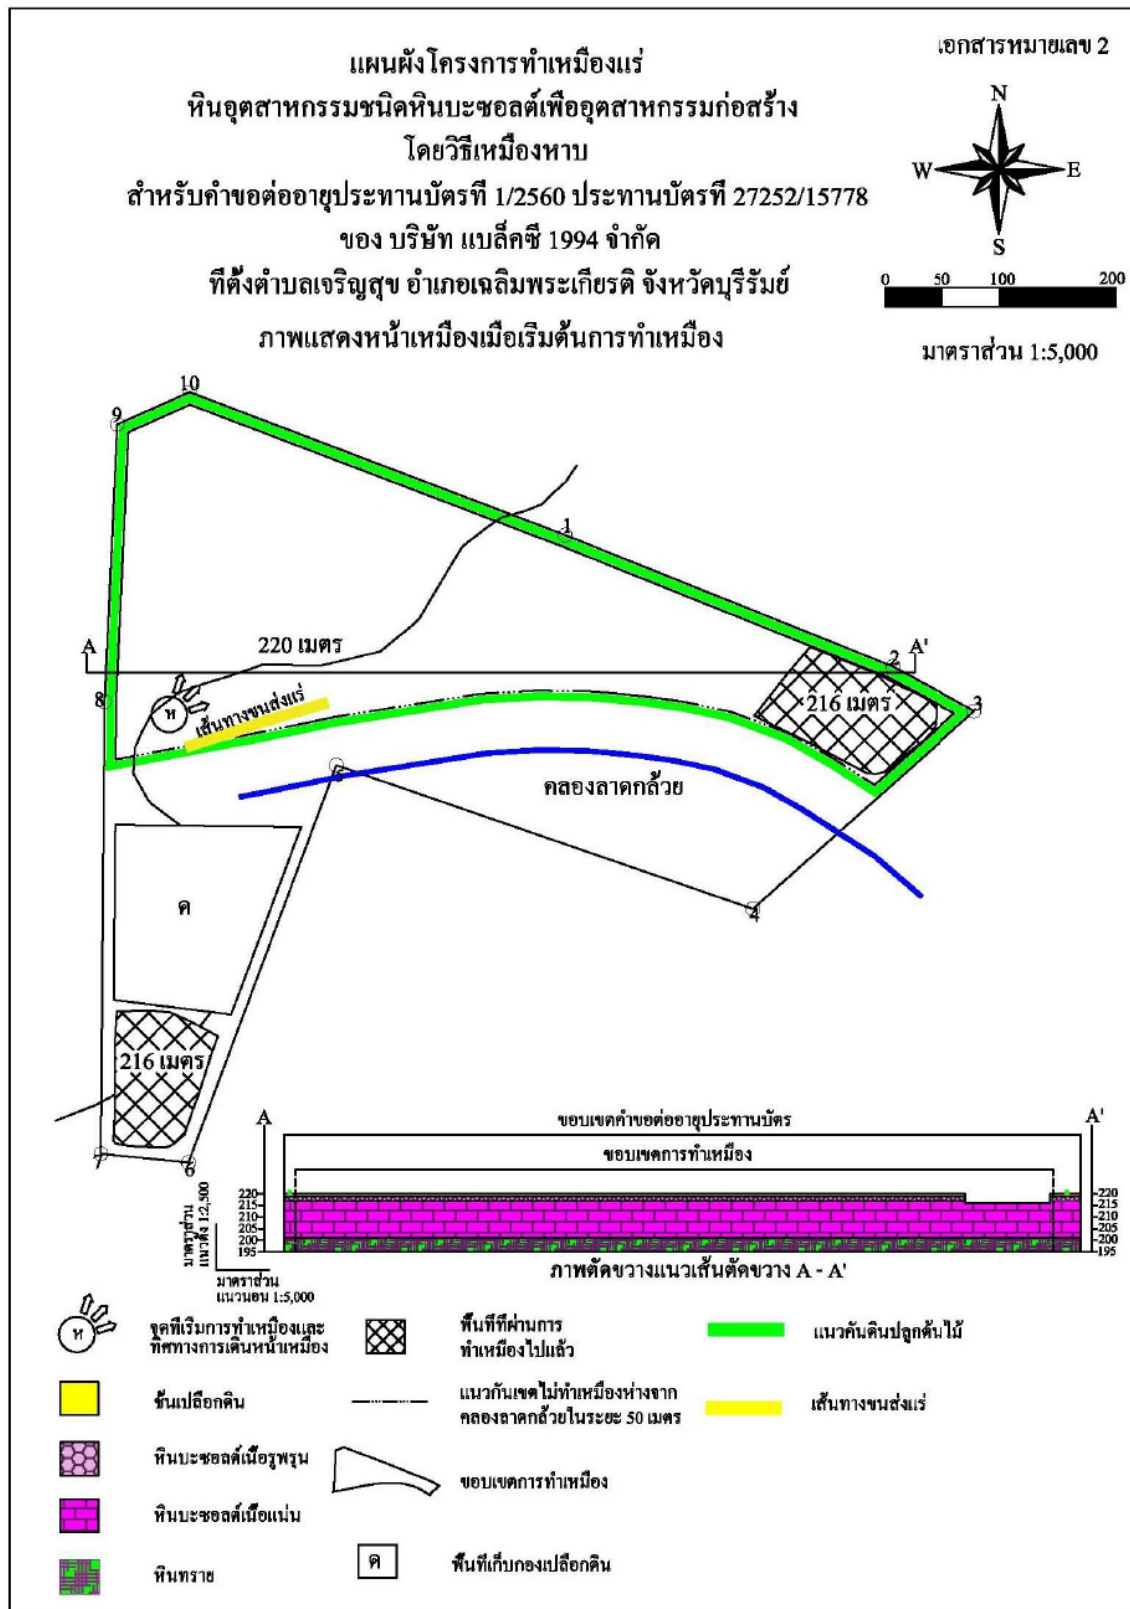 เอกสารหมายเลข 2
แผนผังโครงการทำเหมืองแร่
หินอุตสาหกรรมชนิดหินบะซอลต์เพื่ออุตสาหกรรมก่อสร้าง
โดยวิธีเหมืองหาบ
สำหรับคำขอต่ออายุประทานบัตรที่ 1/2560 ประทานบัตรที่ 27252/15778
ของ บริษัท แบล็คซี 1994 จำกัด
ที่ตั้งตำบลเจริญสุข อำเภอเฉลิมพระเกียรติ จังหวัดบุรีรัมย์
ภาพแสดงหน้าเหมืองเมื่อเริ่มต้นการทำเหมือง
N
W
E
S
0 50 100 200
มาตราส่วน 1:5,000
10
9
1
220 เมตร
A
A'
2
3
8
ห
เส้นทางขนส่งแร่
216 เมตร
5
คลองลาดกล้วย
4
ค
216 เมตร
7
6
A
ขอบเขตคำขอต่ออายุประทานบัตร
A'
ขอบเขตการทำเหมือง
220
215
210
205
200
195
220
215
210
205
200
195
มาตราส่วน
แนวตั้ง 1:2,500
มาตราส่วน
แนวนอน 1:5,000
ภาพตัดขวางแนวเส้นตัดขวาง A - A'
ห
จุดที่เริ่มการทำเหมืองและ
ทิศทางการเดินหน้าเหมือง
พื้นที่ที่ผ่านการ
ทำเหมืองไปแล้ว
แนวคันดินปลูกต้นไม้
ชั้นเปลือกดิน
แนวกันเขตไม่ทำเหมืองห่างจาก
คลองลาดกล้วยในระยะ 50 เมตร
เส้นทางขนส่งแร่
หินบะซอลต์เนื้อรูพรุน
ขอบเขตการทำเหมือง
หินบะซอลต์เนื้อแน่น
หินทราย
ค
พื้นที่เก็บกองเปลือกดิน